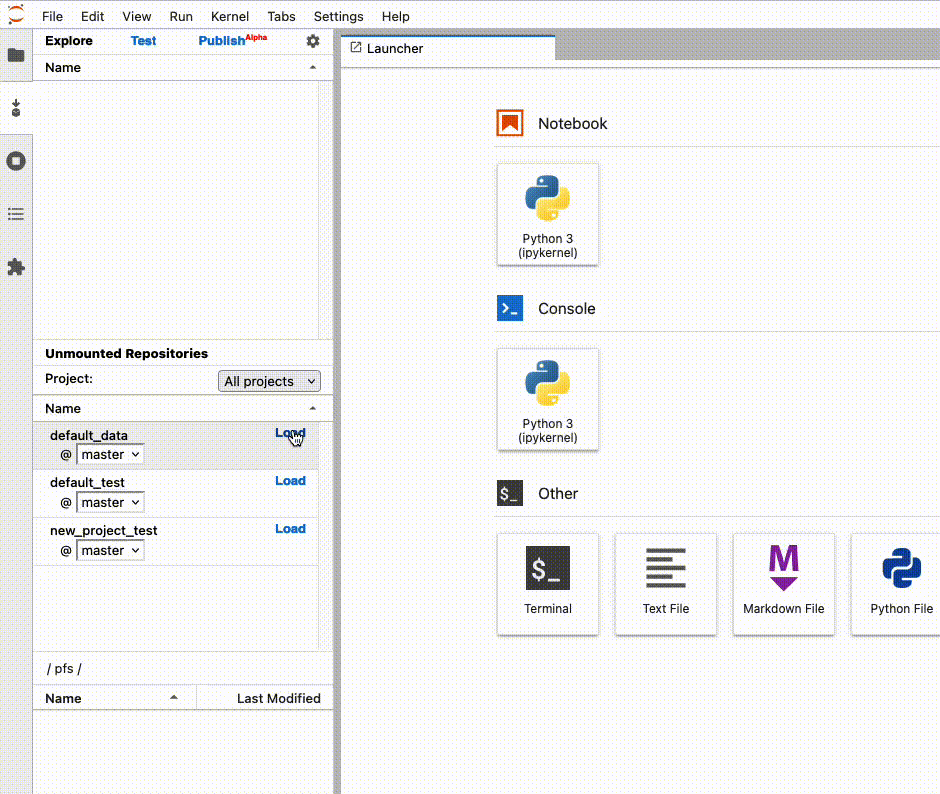 File Edit View Run Kernel Tabs Settings Help
Explore Test PublishAlpha
Name
Launcher
Notebook
Python 3
(ipykernel)
Console
Python 3
(ipykernel)
Other
$_
$_
Terminal
Text File
M
Markdown File
Python File
Unmounted Repositories
Project: All projects
Name
default_data Load
@ master
default_test Load
@ master
new_project_test Load
@ master
/ pfs /
Name Last Modified